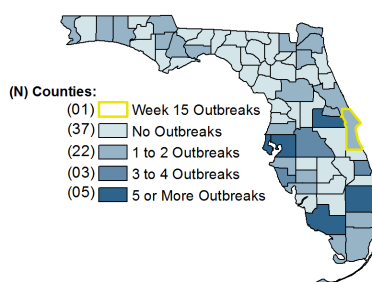 (N) Counties:
(01) Week 15 Outbreaks
(37) No Outbreaks
(22) 1 to 2 Outbreaks
(03) 3 to 4 Outbreaks
(05) 5 or More Outbreaks